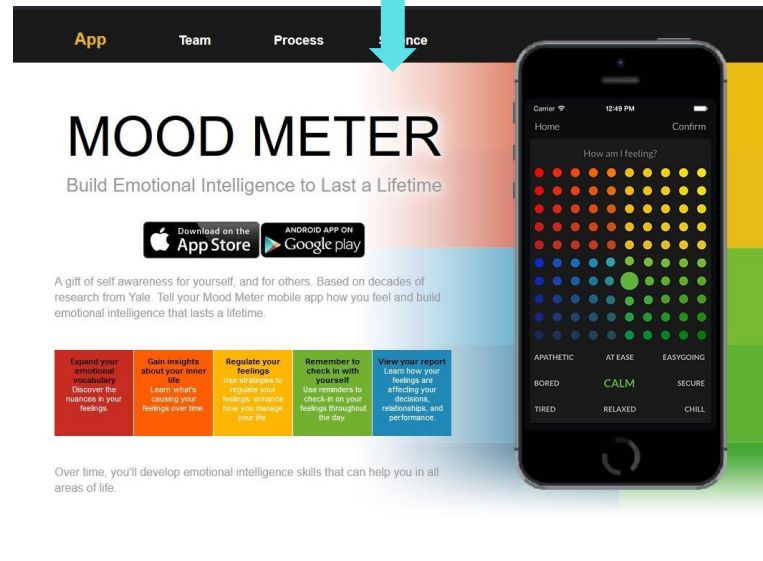 App Team Process
MOOD METER
Build Emotional Intelligence to Last a Lifetime
Download on the
App Store
ANDROID APP ON
Google play
A gift of self awareness for yourself, and for others. Based on decades of
research from Yale. Tell your Mood Meter mobile app how you feel and build
emotional intelligence that lasts a lifetime.
Expand your
emotional
vocabulary
Discover the
nuances in your
feelings.
Gain insights
about your inner
life
Learn what's
causing your
feelings over time.
Regulate your
feelings
Use strategies to
regulate your
feelings. enhance
how you manage
your life.
Remember to
check in with
yourself
Use reminders to
check-in on your
feelings throughout
the day.
View your report
Learn how your
feelings are
affecting your
decisions,
relationships, and
performance.
Over time, you'll develop emotional intelligence skills that can help you in all
areas of life.
Carrier 12:49 PM
Home Confirm
How am I feeling?
APATHETIC AT EASE EASYGOING
BORED CALM SECURE
TIRED RELAXED CHILL